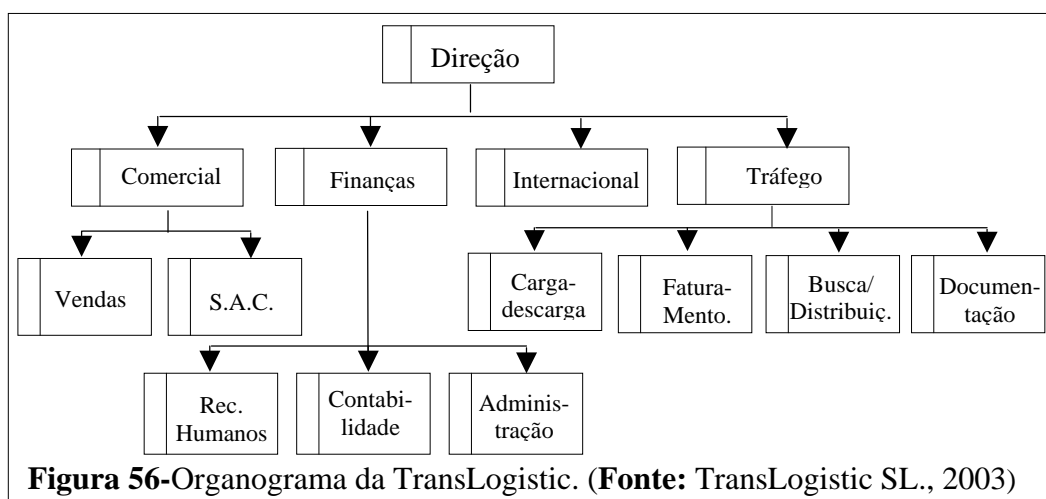 Direção
Comercial
Finanças
Internacional
Tráfego
Vendas
S.A.C.
Carga-
descarga
Fatura-
Mento.
Busca/
Distribuiç.
Documen-
tação
Rec.
Humanos
Contabi-
lidade
Adminis-
tração
Figura 56-Organograma da TransLogistic. (Fonte: TransLogistic SL., 2003)